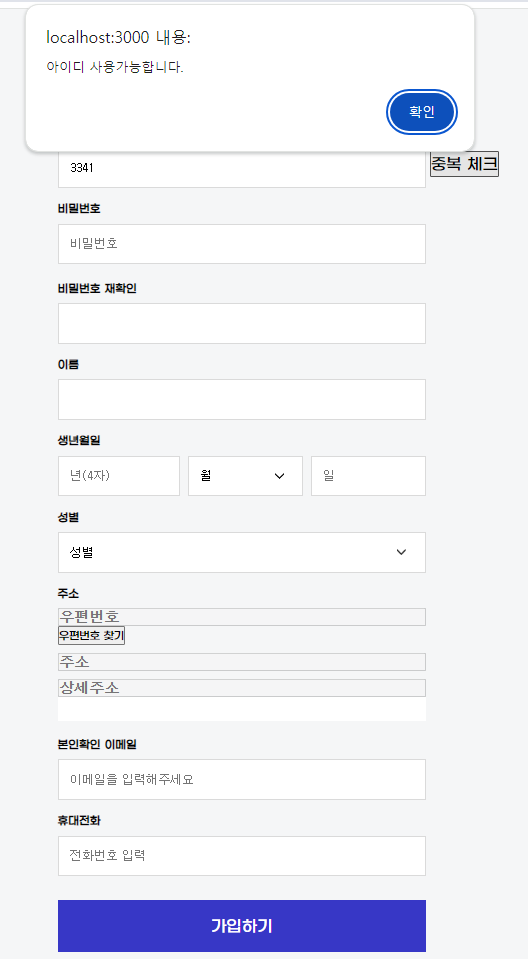 localhost:3000 내용:
아이디 사용가능합니다.
확인
3341 중복 체크
비밀번호
비밀번호
비밀번호 재확인
이름
생년월일
년(4자) 월 일
성별
성별
주소
우편번호
우편번호 찾기
주소
상세주소
본인확인 이메일
이메일을 입력해주세요
휴대전화
전화번호 입력
가입하기